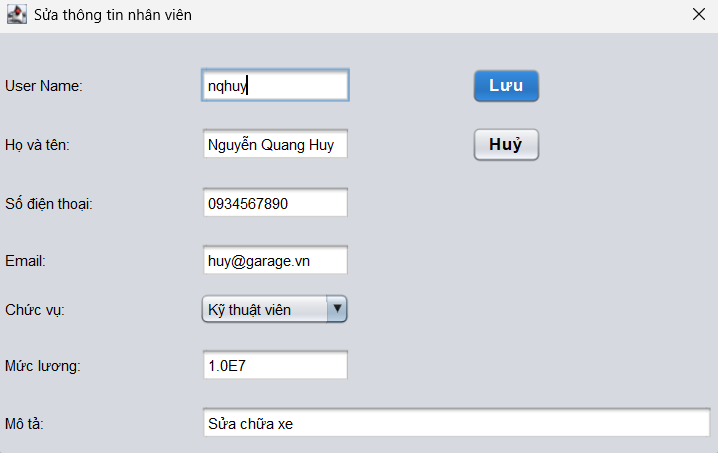 Sửa thông tin nhân viên
User Name: nqhuy Lưu
Họ và tên: Nguyễn Quang Huy Huỷ
Số điện thoại: 0934567890
Email: huy@garage.vn
Chức vụ: Kỹ thuật viên
Mức lương: 1.0E7
Mô tả: Sửa chữa xe